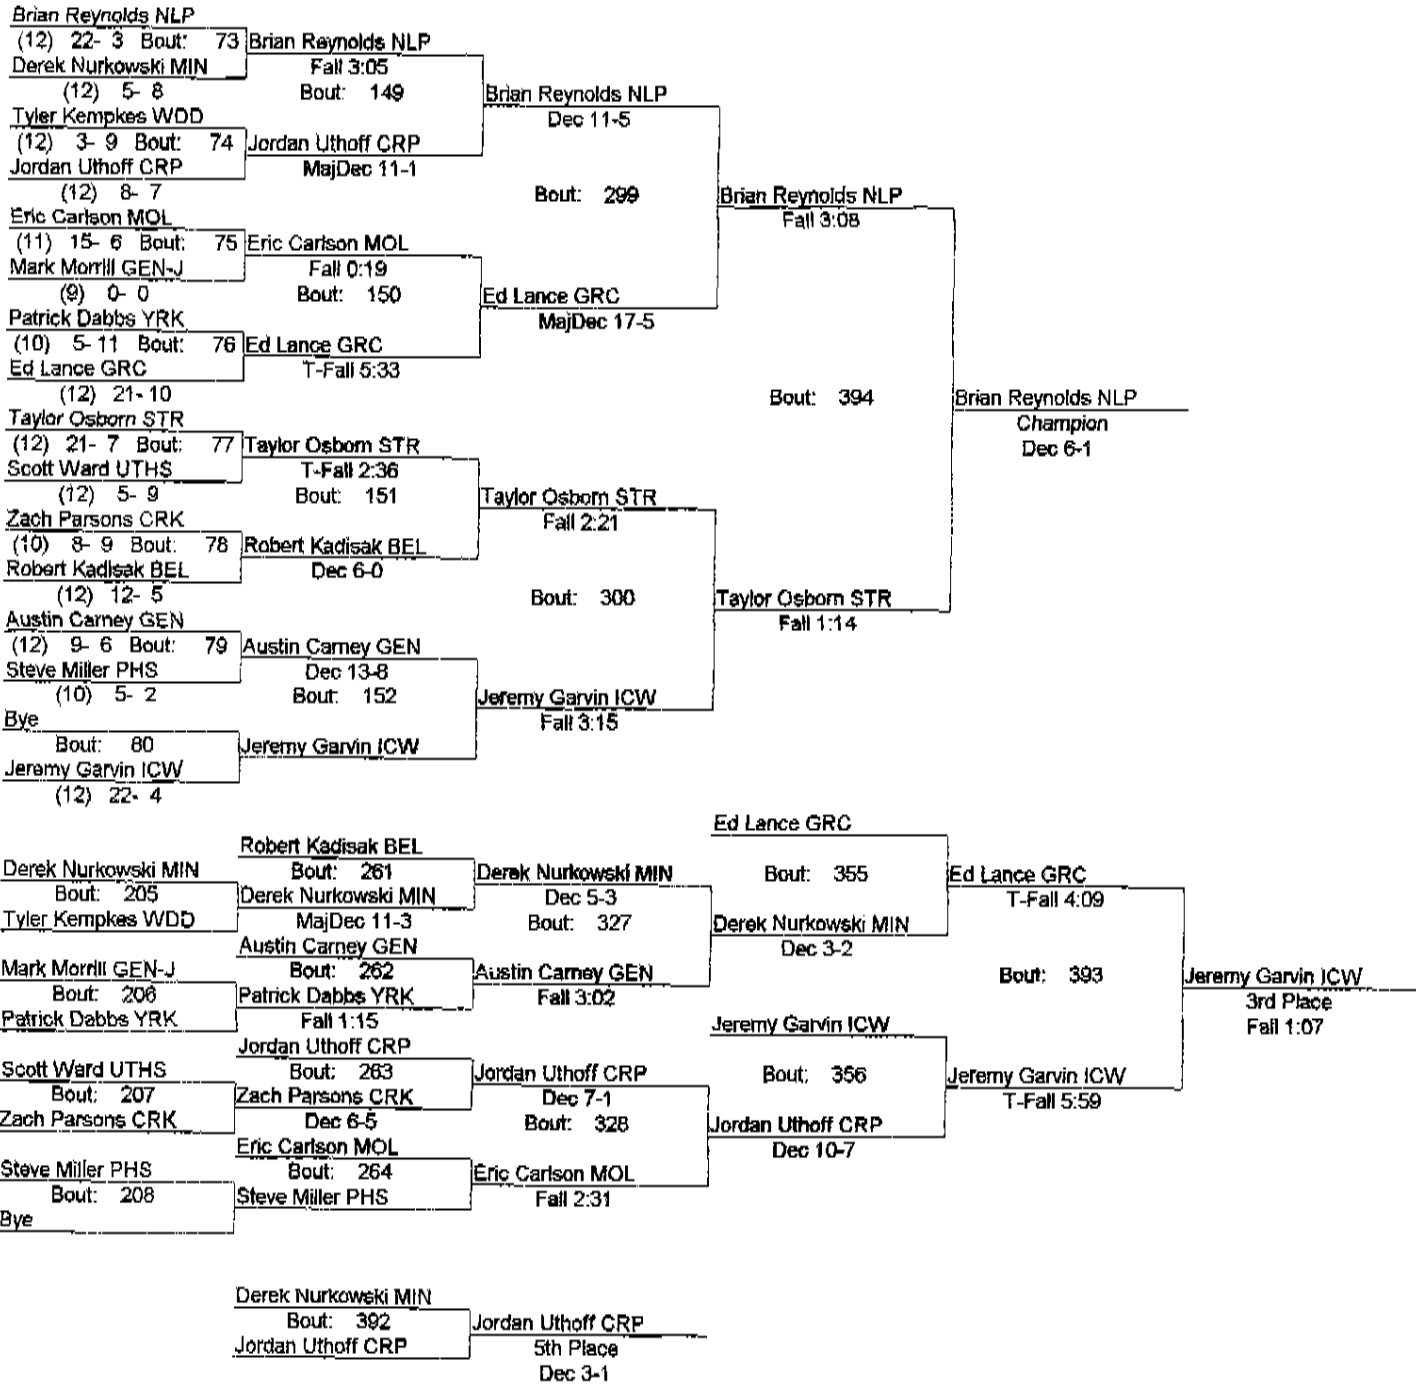 Brian Reynolds NLP
(12) 22- 3 Bout: 73 Brian Reynolds NLP
Derek Nurkowski MIN Fall 3:05
(12) 5- 8 Bout: 149 Brian Reynolds NLP
Tyler Kempkes WDD Dec 11-5
(12) 3- 9 Bout: 74 Jordan Uthoff CRP
Jordan Uthoff CRP MajDec 11-1
(12) 8- 7 Bout: 299 Brian Reynolds NLP
Eric Carlson MOL Fall 3:08
(11) 15- 6 Bout: 75 Eric Carlson MOL
Mark Morrill GEN-J Fall 0:19
(9) 0- 0 Bout: 150 Ed Lance GRC
Patrick Dabbs YRK MajDec 17-5
(10) 5-11 Bout: 76 Ed Lance GRC
Ed Lance GRC T-Fall 5:33
(12) 21-10 Bout: 394 Brian Reynolds NLP
Taylor Osborn STR Champion
(12) 21- 7 Bout: 77 Taylor Osborn STR Dec 6-1
Scott Ward UTHS T-Fall 2:36
(12) 5- 9 Bout: 151 Taylor Osborn STR
Zach Parsons CRK Fall 2:21
(10) 8- 9 Bout: 78 Robert Kadisak BEL
Robert Kadisak BEL Dec 6-0
(12) 12- 5 Bout: 300 Taylor Osborn STR
Austin Carney GEN Fall 1:14
(12) 9- 6 Bout: 79 Austin Carney GEN
Steve Miller PHS Dec 13-8
(10) 5- 2 Bout: 152 Jeremy Garvin ICW
Bye Fall 3:15
Bout: 80 Jeremy Garvin ICW
Jeremy Garvin ICW
(12) 22- 4
Ed Lance GRC
Robert Kadisak BEL
Derek Nurkowski MIN Bout: 261 Derek Nurkowski MIN Bout: 355 Ed Lance GRC
Bout: 205 Derek Nurkowski MIN Dec 5-3 T-Fall 4:09
Tyler Kempkes WDD MajDec 11-3 Bout: 327 Derek Nurkowski MIN
Austin Carney GEN Dec 3-2
Mark Morrill GEN-J Bout: 262 Austin Carney GEN Bout: 393 Jeremy Garvin ICW
Bout: 206 Patrick Dabbs YRK Fall 3:02 3rd Place
Patrick Dabbs YRK Fall 1:15 Jeremy Garvin ICW Fall 1:07
Jordan Uthoff CRP
Scott Ward UTHS Bout: 263 Jordan Uthoff CRP Bout: 356 Jeremy Garvin ICW
Bout: 207 Zach Parsons CRK Dec 7-1 T-Fall 5:59
Zach Parsons CRK Dec 6-5 Bout: 328 Jordan Uthoff CRP
Eric Carlson MOL Dec 10-7
Steve Miller PHS Bout: 264 Eric Carlson MOL
Bout: 208 Steve Miller PHS Fall 2:31
Bye
Derek Nurkowski MIN
Bout: 392 Jordan Uthoff CRP
Jordan Uthoff CRP 5th Place
Dec 3-1